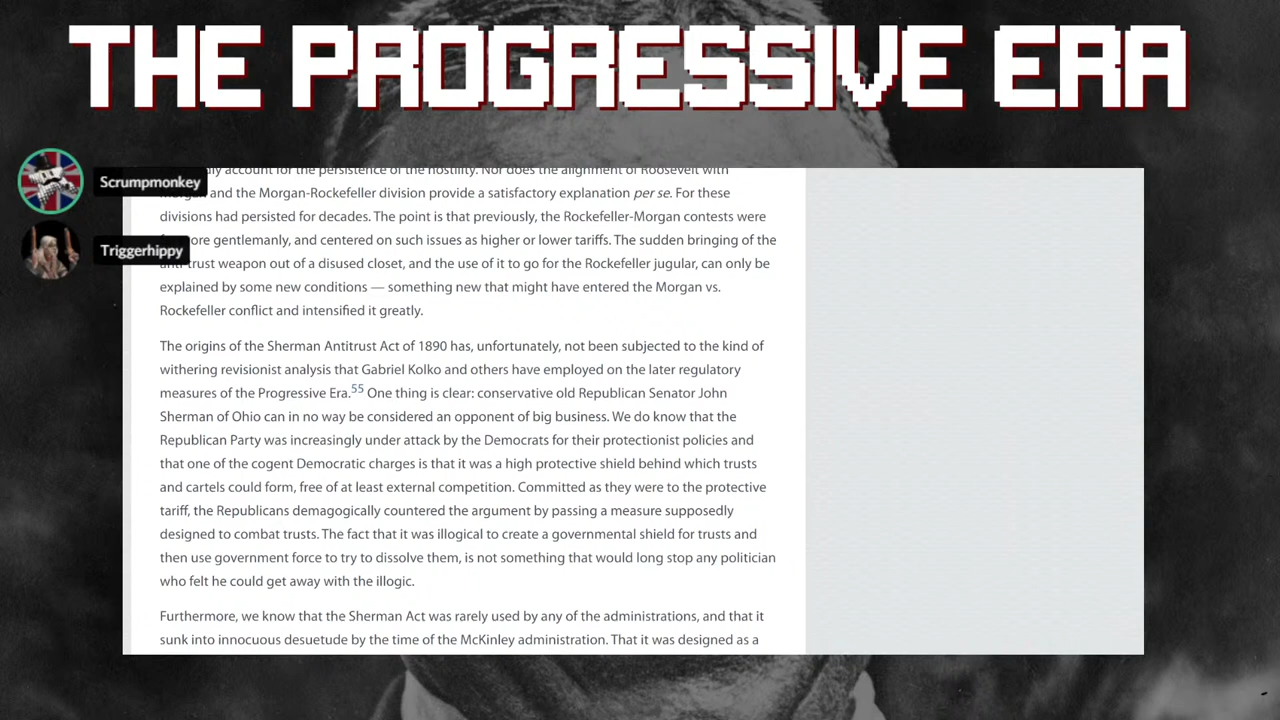 THE PROGRESSIVE ERA
Scrumpmonkey
Triggerhippy
account for the persistence of the hostility. Nor does the alignment of Roosevelt with
and the Morgan-Rockefeller division provide a satisfactory explanation per se. For these
divisions had persisted for decades. The point is that previously, the Rockefeller-Morgan contests were
more gentlemanly, and centered on such issues as higher or lower tariffs. The sudden bringing of the
anti-trust weapon out of a disused closet, and the use of it to go for the Rockefeller jugular, can only be
explained by some new conditions — something new that might have entered the Morgan vs.
Rockefeller conflict and intensified it greatly.
The origins of the Sherman Antitrust Act of 1890 has, unfortunately, not been subjected to the kind of
withering revisionist analysis that Gabriel Kolko and others have employed on the later regulatory
measures of the Progressive Era.55 One thing is clear: conservative old Republican Senator John
Sherman of Ohio can in no way be considered an opponent of big business. We do know that the
Republican Party was increasingly under attack by the Democrats for their protectionist policies and
that one of the cogent Democratic charges is that it was a high protective shield behind which trusts
and cartels could form, free of at least external competition. Committed as they were to the protective
tariff, the Republicans demagogically countered the argument by passing a measure supposedly
designed to combat trusts. The fact that it was illogical to create a governmental shield for trusts and
then use government force to try to dissolve them, is not something that would long stop any politician
who felt he could get away with the illogic.
Furthermore, we know that the Sherman Act was rarely used by any of the administrations, and that it
sunk into innocuous desuetude by the time of the McKinley administration. That it was designed as a